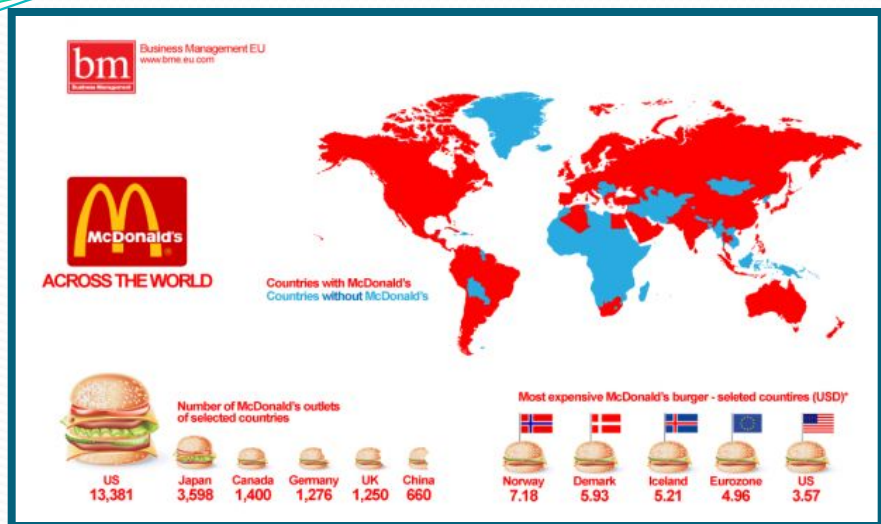 bm
Business Management
Business Management EU
www.bme.eu.com
McDonald's
ACROSS THE WORLD
Countries with McDonald's
Countries without McDonald's
Number of McDonald's outlets
of selected countries
US
13,381
Japan
3,598
Canada
1,400
Germany
1,276
UK
1,250
China
660
Most expensive McDonald's burger - seleted countires (USD)*
Norway
7.18
Demark
5.93
Iceland
5.21
Eurozone
4.96
US
3.57